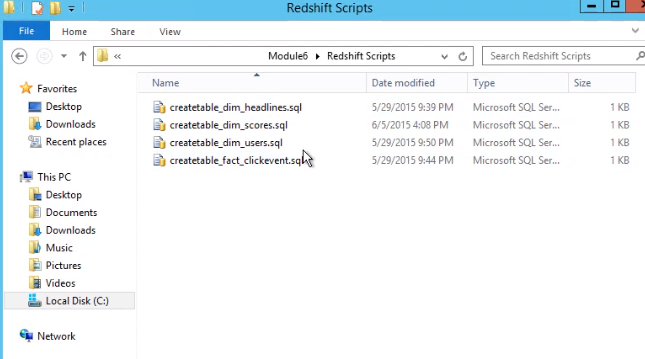 Redshift Scripts
File Home Share View
« Module6 Redshift Scripts Search Redshift Scripts
Name Date modified Type Size
Favorites
Desktop
Downloads
Recent places
This PC
Desktop
Documents
Downloads
Music
Pictures
Videos
Local Disk (C:)
Network
createtable_dim_headlines.sql 5/29/2015 9:39 PM Microsoft SQL Ser... 1 KB
createtable_dim_scores.sql 6/5/2015 4:08 PM Microsoft SQL Ser... 1 KB
createtable_dim_users.sql 5/29/2015 9:50 PM Microsoft SQL Ser... 1 KB
createtable_fact_clickevent.sql 5/29/2015 9:44 PM Microsoft SQL Ser... 1 KB